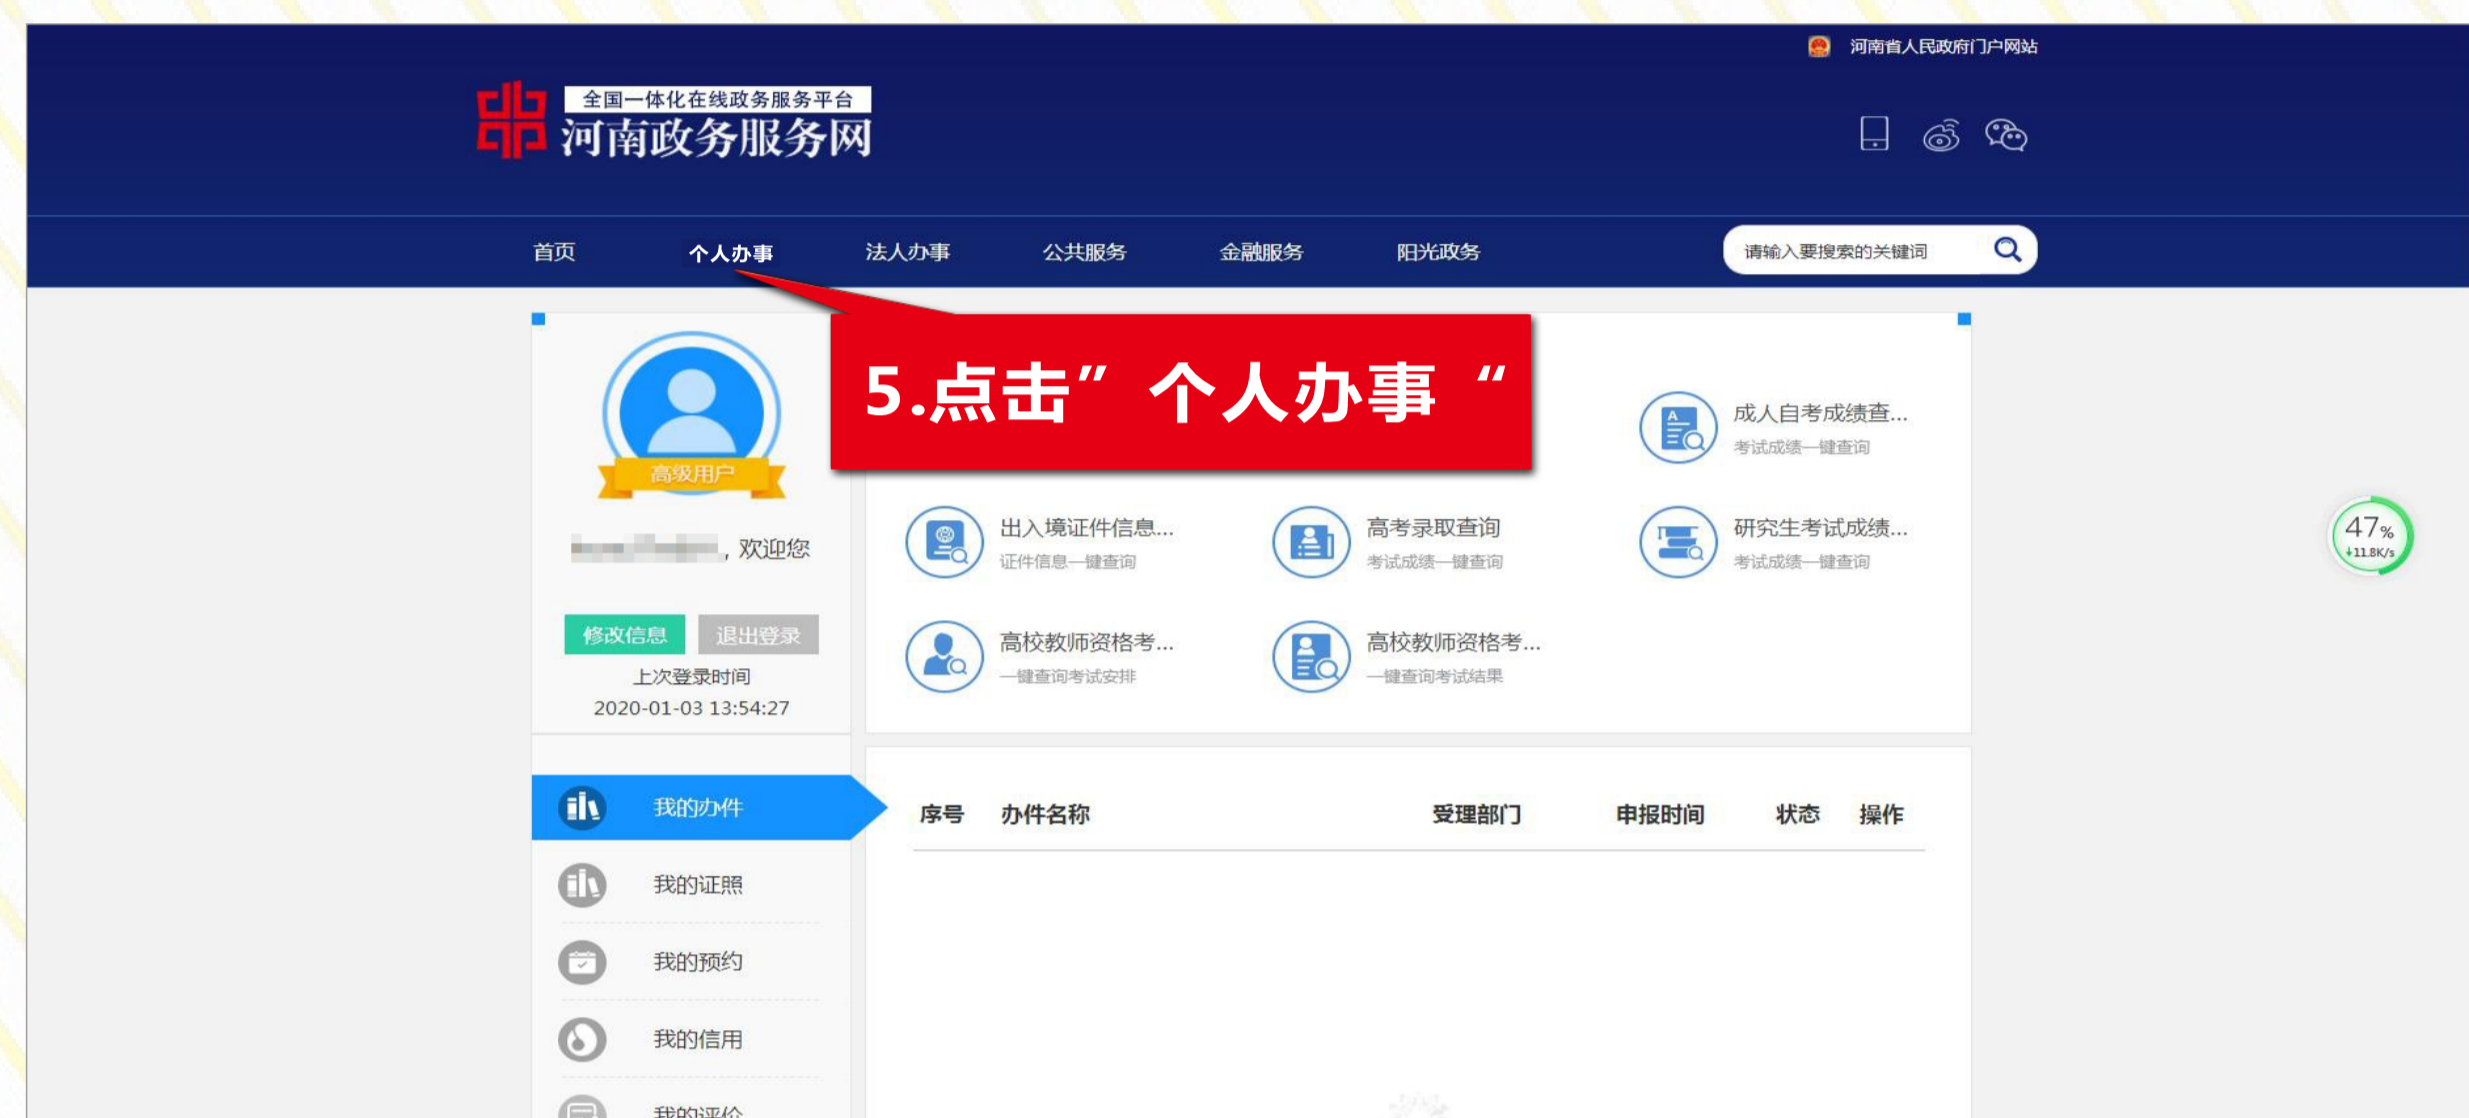 河南省人民政府门户网站
全国一体化在线政务服务平台
河南政务服务网
首页 个人办事 法人办事 公共服务 金融服务 阳光政务 请输入要搜索的关键词
5.点击”个人办事“
高级用户
，欢迎您
修改信息 退出登录
上次登录时间
2020-01-03 13:54:27
成人自考成绩查...
考试成绩一键查询
出入境证件信息... 高考录取查询 研究生考试成绩...
证件信息一键查询 考试成绩一键查询 考试成绩一键查询
高校教师资格考... 高校教师资格考...
一键查询考试安排 一键查询考试结果
47%
↓11.8K/s
我的办件
我的证照
我的预约
我的信用
我的评价
序号 办件名称 受理部门 申报时间 状态 操作